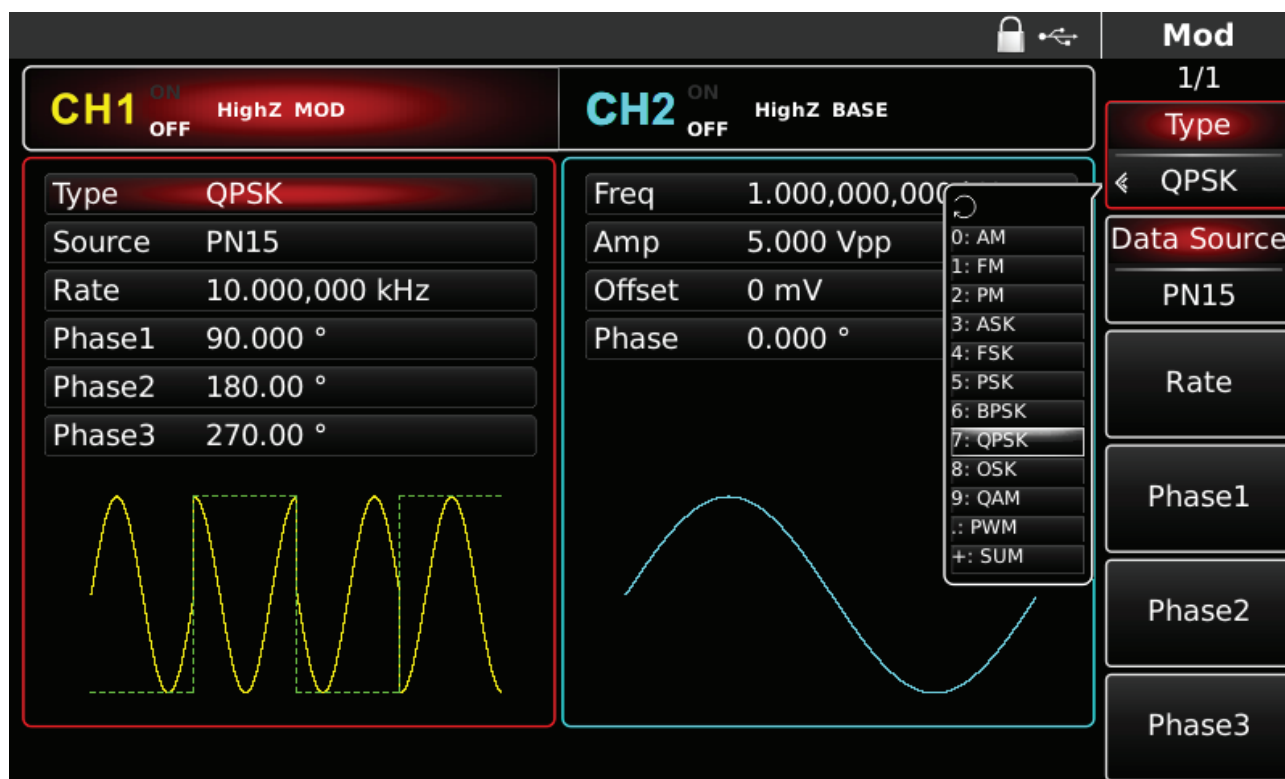 Mod
1/1
CH1 ON OFF HighZ MOD
CH2 ON OFF HighZ BASE
Type QPSK
Source PN15
Rate 10.000,000 kHz
Phase1 90.000 °
Phase2 180.00 °
Phase3 270.00 °
Freq 1.000,000,000
Amp 5.000 Vpp
Offset 0 mV
Phase 0.000 °
0: AM
1: FM
2: PM
3: ASK
4: FSK
5: PSK
6: BPSK
7: QPSK
8: OSK
9: QAM
.: PWM
+: SUM
Type
QPSK
Data Source
PN15
Rate
Phase1
Phase2
Phase3